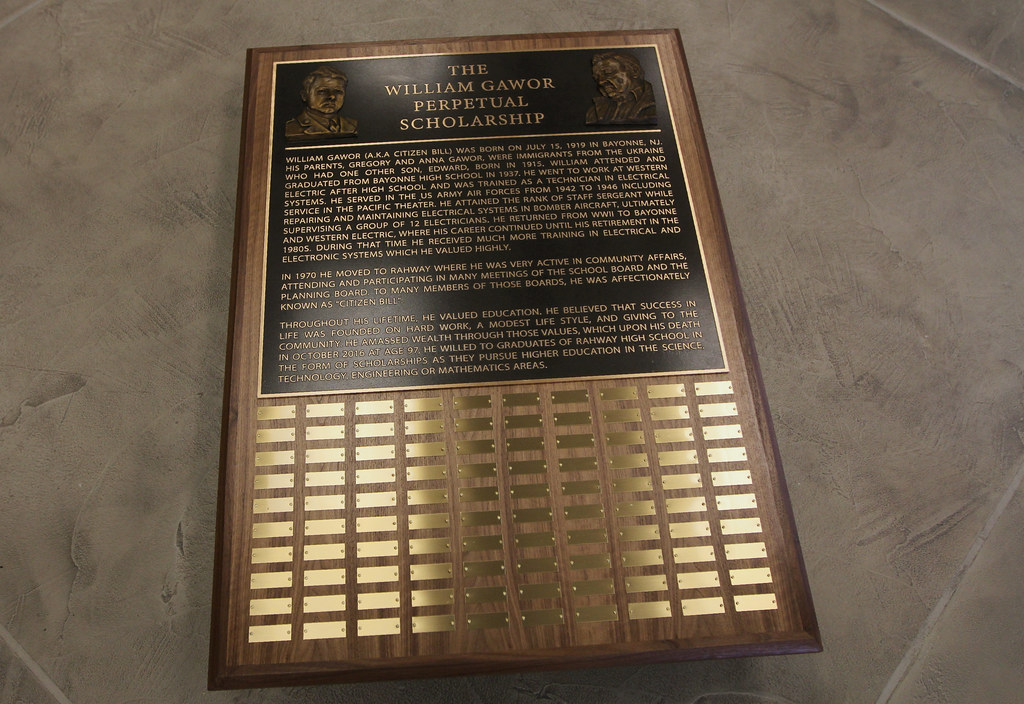 THE
WILLIAM GAWOR
PERPETUAL
SCHOLARSHIP
WILLIAM GAWOR (A.K.A CITIZEN BILL) WAS BORN ON JULY 15, 1919 IN BAYONNE, NJ.
HIS PARENTS, GREGORY AND ANNA GAWOR, WERE IMMIGRANTS FROM THE UKRAINE
WHO HAD ONE OTHER SON, EDWARD, BORN IN 1915. WILLIAM ATTENDED AND
GRADUATED FROM BAYONNE HIGH SCHOOL IN 1937. HE WENT TO WORK AT WESTERN
ELECTRIC AFTER HIGH SCHOOL AND WAS TRAINED AS A TECHNICIAN IN ELECTRICAL
SYSTEMS. HE SERVED IN THE US ARMY AIR FORCES FROM 1942 TO 1946 INCLUDING
SERVICE IN THE PACIFIC THEATER. HE ATTAINED THE RANK OF STAFF SERGEANT WHILE
REPAIRING AND MAINTAINING ELECTRICAL SYSTEMS IN BOMBER AIRCRAFT, ULTIMATELY
SUPERVISING A GROUP OF 12 ELECTRICIANS. HE RETURNED FROM WWII TO BAYONNE
AND WESTERN ELECTRIC, WHERE HIS CAREER CONTINUED UNTIL HIS RETIREMENT IN THE
1980S. DURING THAT TIME HE RECEIVED MUCH MORE TRAINING IN ELECTRICAL AND
ELECTRONIC SYSTEMS WHICH HE VALUED HIGHLY.
IN 1970 HE MOVED TO RAHWAY WHERE HE WAS VERY ACTIVE IN COMMUNITY AFFAIRS,
ATTENDING AND PARTICIPATING IN MANY MEETINGS OF THE SCHOOL BOARD AND THE
PLANNING BOARD. TO MANY MEMBERS OF THOSE BOARDS, HE WAS AFFECTIONATELY
KNOWN AS "CITIZEN BILL".
THROUGHOUT HIS LIFETIME, HE VALUED EDUCATION. HE BELIEVED THAT SUCCESS IN
LIFE WAS FOUNDED ON HARD WORK, A MODEST LIFE STYLE, AND GIVING TO THE
COMMUNITY. HE AMASSED WEALTH THROUGH THOSE VALUES, WHICH UPON HIS DEATH
IN OCTOBER 2016 AT AGE 97, HE WILLED TO GRADUATES OF RAHWAY HIGH SCHOOL IN
THE FORM OF SCHOLARSHIPS AS THEY PURSUE HIGHER EDUCATION IN THE SCIENCE,
TECHNOLOGY, ENGINEERING OR MATHEMATICS AREAS.